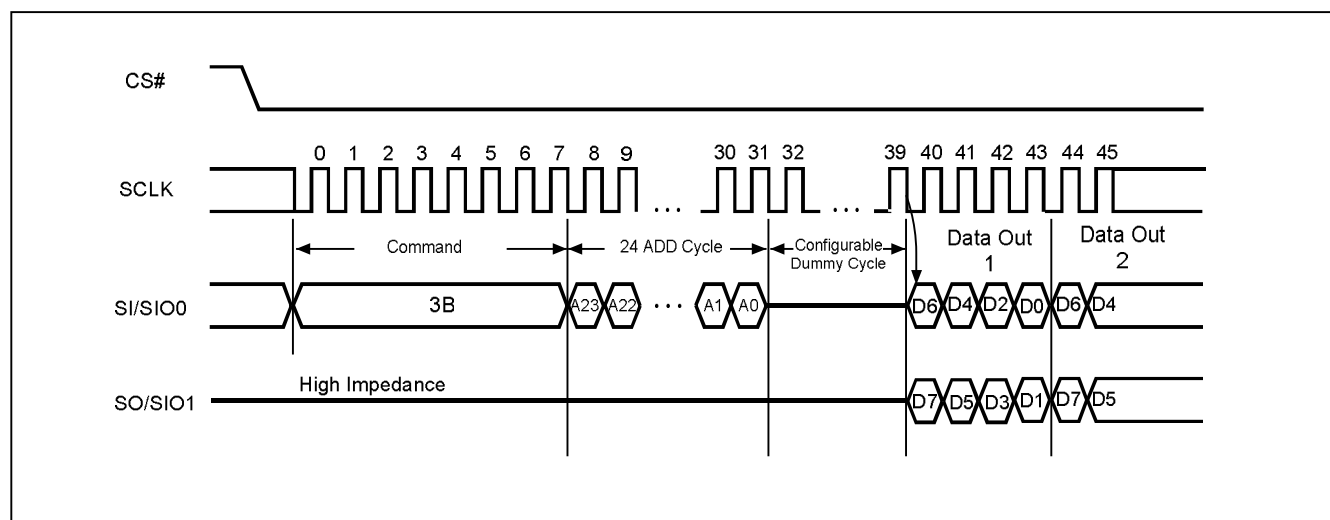 CS#
0 1 2 3 4 5 6 7 8 9 30 31 32 39 40 41 42 43 44 45
SCLK
...
...
Command
24 ADD Cycle
Configurable
Dummy Cycle
Data Out
1
Data Out
2
SI/SIO0
3B
A23 A22 ... A1 A0
D6 D4 D2 D0 D6 D4
High Impedance
SO/SIO1
D7 D5 D3 D1 D7 D5